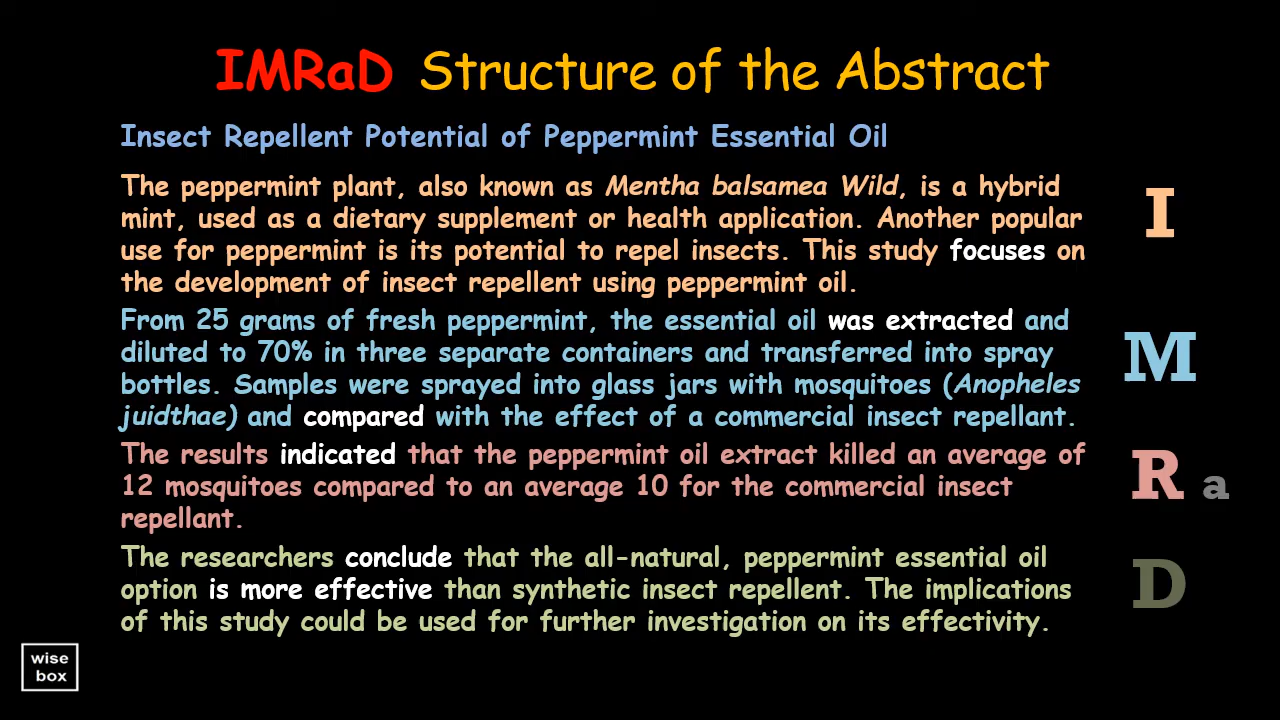 IMRaD Structure of the Abstract
Insect Repellent Potential of Peppermint Essential Oil
The peppermint plant, also known as Mentha balsamea Wild, is a hybrid
mint, used as a dietary supplement or health application. Another popular
use for peppermint is its potential to repel insects. This study focuses on
the development of insect repellent using peppermint oil.
I
From 25 grams of fresh peppermint, the essential oil was extracted and
diluted to 70% in three separate containers and transferred into spray
bottles. Samples were sprayed into glass jars with mosquitoes (Anopheles
juidthae) and compared with the effect of a commercial insect repellant.
M
The results indicated that the peppermint oil extract killed an average of
12 mosquitoes compared to an average 10 for the commercial insect
repellant.
R a
The researchers conclude that the all-natural, peppermint essential oil
option is more effective than synthetic insect repellent. The implications
of this study could be used for further investigation on its effectivity.
D
wise
box